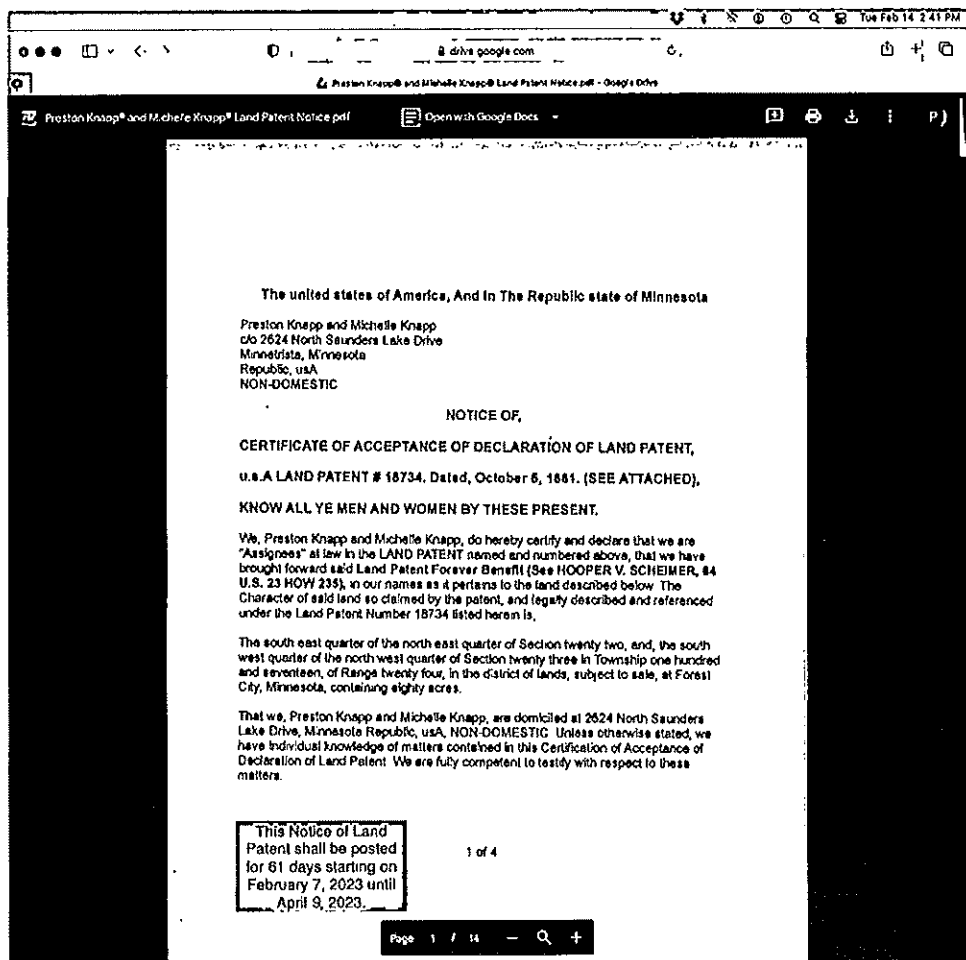 Tue Feb 14 2:41 PM
drive google com
Preston Knapp® and Michelle Knapp® Land Patent Notice.pdf - Google Drive
Preston Knapp® and Michelle Knapp® Land Patent Notice pdf
Open with Google Docs
The united states of America, And In The Republic state of Minnesota
Preston Knapp and Michelle Knapp
c/o 2624 North Saunders Lake Drive
Minnetrista, Minnesota
Republic, usA
NON-DOMESTIC
NOTICE OF,
CERTIFICATE OF ACCEPTANCE OF DECLARATION OF LAND PATENT,
u.s.A LAND PATENT # 18734. Dated, October 5, 1881. (SEE ATTACHED),
KNOW ALL YE MEN AND WOMEN BY THESE PRESENT.
We, Preston Knapp and Michelle Knapp, do hereby certify and declare that we are
"Assignees" at law in the LAND PATENT named and numbered above, that we have
brought forward said Land Patent Forever Benefit (See HOOPER V. SCHEIMER, 64
U.S. 23 HOW 235), in our names as it pertains to the land described below. The
Character of said land so claimed by the patent, and legally described and referenced
under the Land Patent Number 18734 listed herein is,
The south east quarter of the north east quarter of Section twenty two, and, the south
west quarter of the north west quarter of Section twenty three in Township one hundred
and seventeen, of Range twenty four, in the district of lands, subject to sale, at Forest
City, Minnesota, containing eighty acres.
That we, Preston Knapp and Michelle Knapp, are domiciled at 2624 North Saunders
Lake Drive, Minnesota Republic, usA, NON-DOMESTIC Unless otherwise stated, we
have individual knowledge of matters contained in this Certification of Acceptance of
Declaration of Land Patent We are fully competent to testify with respect to these
matters.
This Notice of Land
Patent shall be posted
for 61 days starting on
February 7, 2023 until
April 9, 2023.
1 of 4
Page 1 / 14